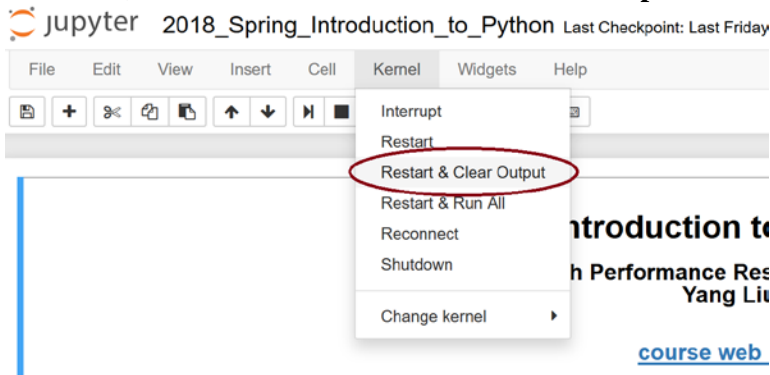 jupyter 2018_Spring_Introduction_to_Python Last Checkpoint: Last Friday
File Edit View Insert Cell Kernel Widgets Help
Interrupt
Restart
Restart & Clear Output
Restart & Run All
Reconnect
Shutdown
Change kernel
ntroduction to
h Performance Res
Yang Liu
course web